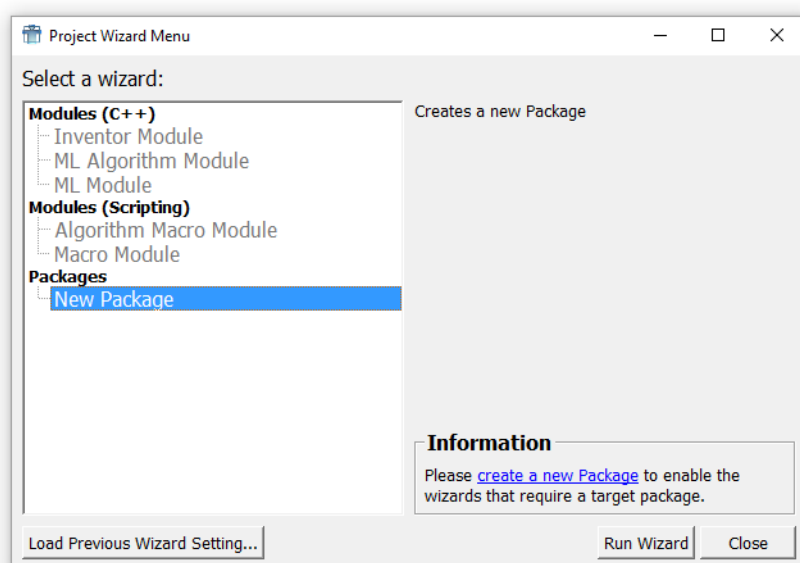 Project Wizard Menu
Select a wizard:
Modules (C++)
Inventor Module
ML Algorithm Module
ML Module
Modules (Scripting)
Algorithm Macro Module
Macro Module
Packages
New Package
Creates a new Package
Information
Please create a new Package to enable the
wizards that require a target package.
Load Previous Wizard Setting...
Run Wizard
Close